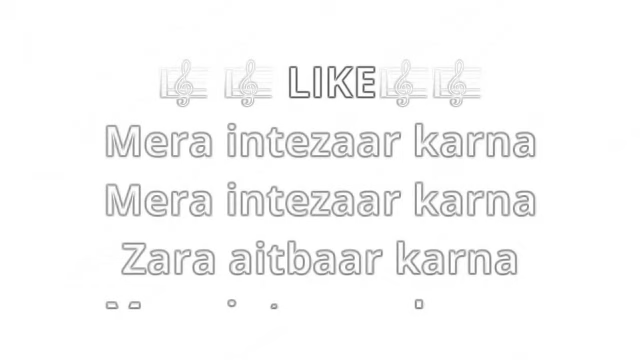 🎼 🎼 LIKE🎼🎼
Mera intezaar karna
Mera intezaar karna
Zara aitbaar karna